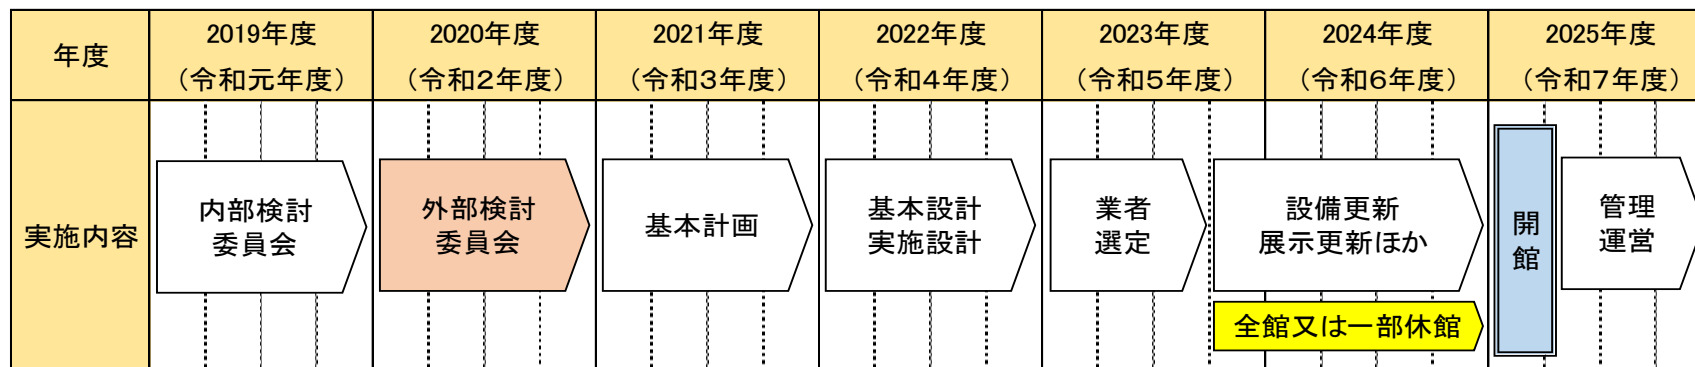 年度
2019年度
（令和元年度）
2020年度
（令和２年度）
2021年度
（令和３年度）
2022年度
（令和４年度）
2023年度
（令和５年度）
2024年度
（令和６年度）
2025年度
（令和７年度）
実施内容
内部検討
委員会
外部検討
委員会
基本計画
基本設計
実施設計
業者
選定
設備更新
展示更新ほか
全館又は一部休館
開館
管理
運営